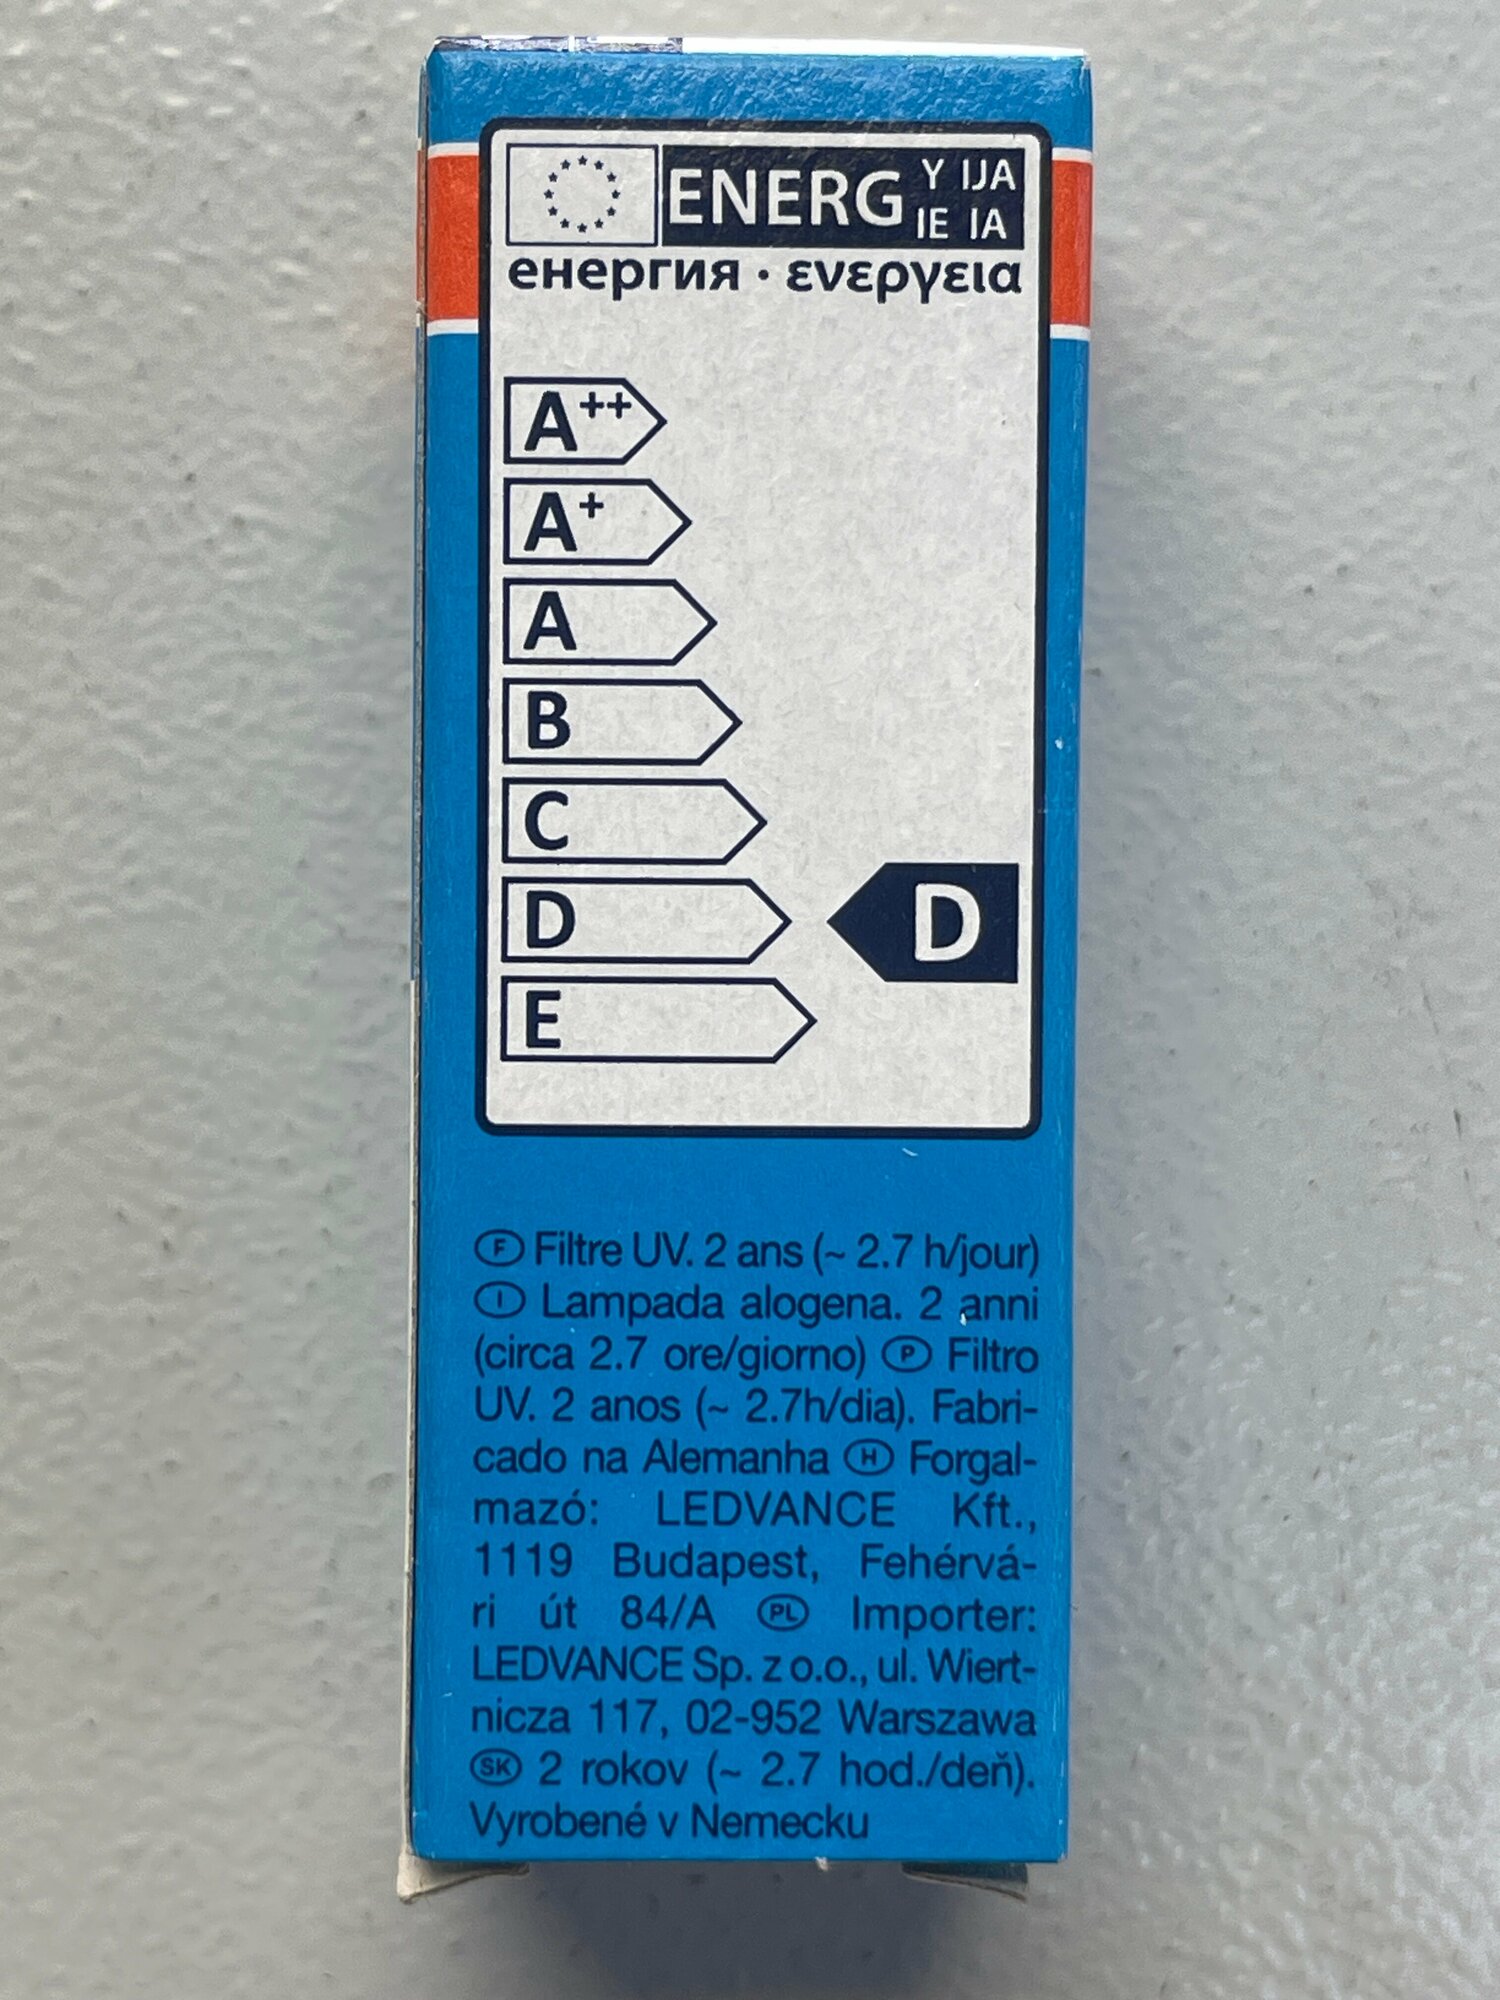 ENERG Y IJA
IE IA
енергия · ενεργεια
A++
A+
A
B
C
D D
E
F Filtre UV. 2 ans (~ 2.7 h/jour)
I Lampada alogena. 2 anni
(circa 2.7 ore/giorno) P Filtro
UV. 2 anos (~ 2.7h/dia). Fabri-
cado na Alemanha H Forgal-
mazó: LEDVANCE Kft.,
1119 Budapest, Fehérvá-
ri út 84/A PL Importer:
LEDVANCE Sp. z o.o., ul. Wiert-
nicza 117, 02-952 Warszawa
SK 2 rokov (~ 2.7 hod./deň).
Vyrobené v Nemecku